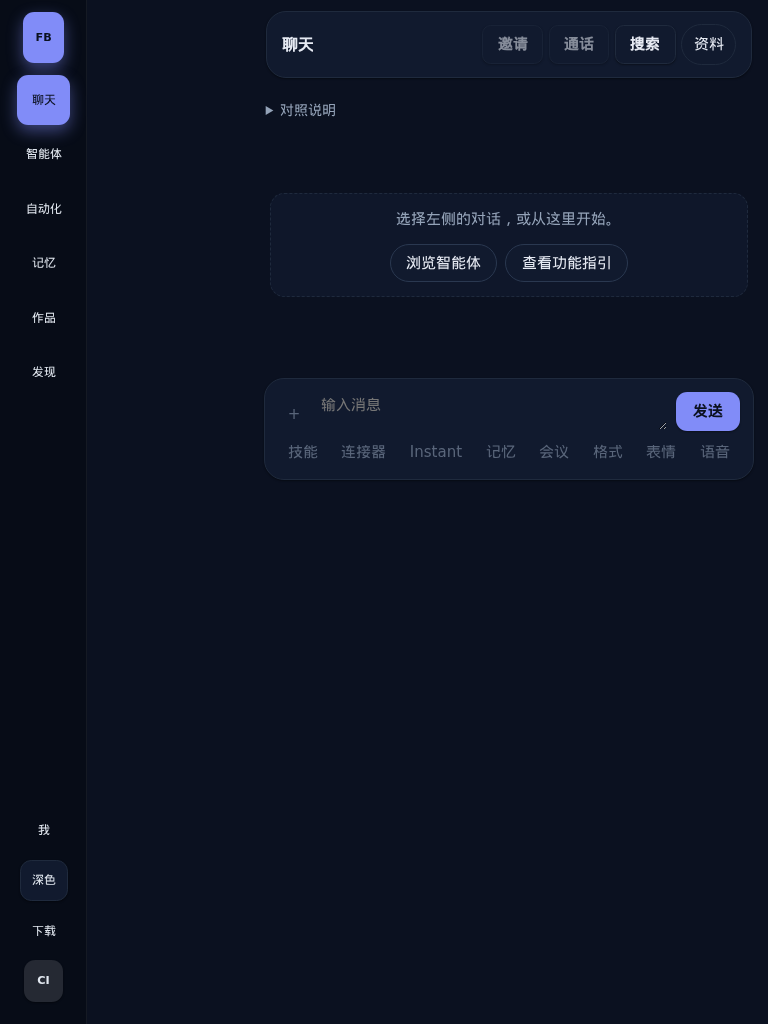 FB
聊天
智能体
自动化
记忆
作品
发现
我
深色
下载
CI
聊天 邀请 通话 搜索 资料
▶ 对照说明
选择左侧的对话，或从这里开始。
浏览智能体 查看功能指引
+ 输入消息 发送
技能 连接器 Instant 记忆 会议 格式 表情 语音